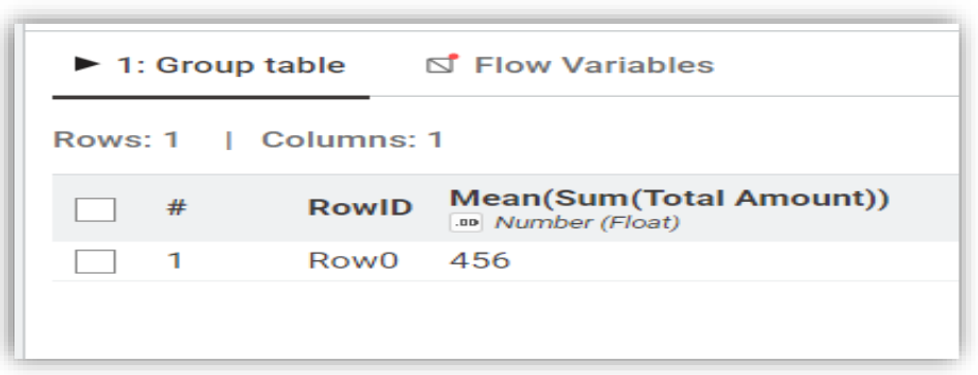 1: Group table Flow Variables
Rows: 1 | Columns: 1
# RowID Mean(Sum(Total Amount))
Number (Float)
1 Row0 456